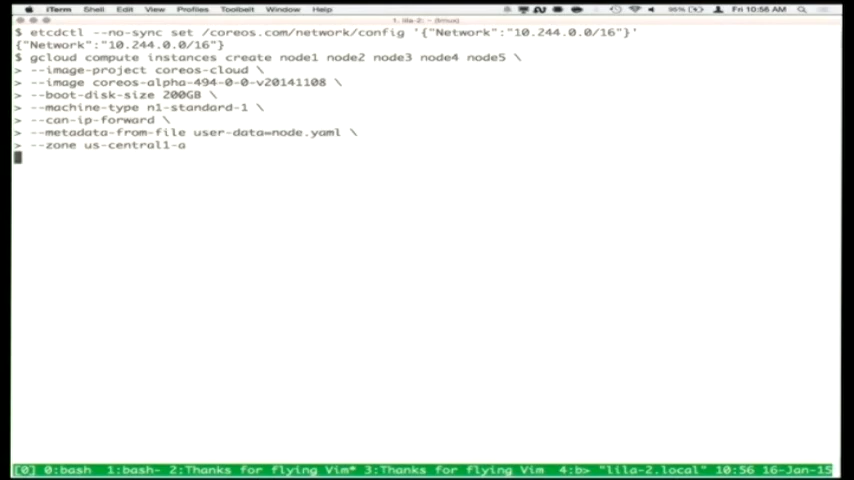 iTerm Shell Edit View Profiles Toolbelt Window Help 95% Fri 10:56 AM
1. lila-2: ~ (tmux)
$ etcdctl --no-sync set /coreos.com/network/config '{"Network":"10.244.0.0/16"}'
{"Network":"10.244.0.0/16"}
$ gcloud compute instances create node1 node2 node3 node4 node5 \
> --image-project coreos-cloud \
> --image coreos-alpha-494-0-0-v20141108 \
> --boot-disk-size 200GB \
> --machine-type n1-standard-1 \
> --can-ip-forward \
> --metadata-from-file user-data=node.yaml \
> --zone us-central1-a
[0] 0:bash 1:bash- 2:Thanks for flying Vim* 3:Thanks for flying Vim 4:b> "lila-2.local" 10:56 16-Jan-15